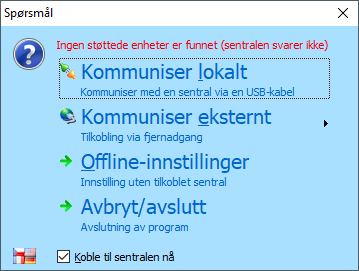 Spørsmål
Ingen støttede enheter er funnet (sentralen svarer ikke)
Kommuniser lokalt
Kommuniser med en sentral via en USB-kabel
Kommuniser eksternt
Tilkobling via fjernadgang
Offline-innstillinger
Innstilling uten tilkoblet sentral
Avbryt/avslutt
Avslutning av program
Koble til sentralen nå